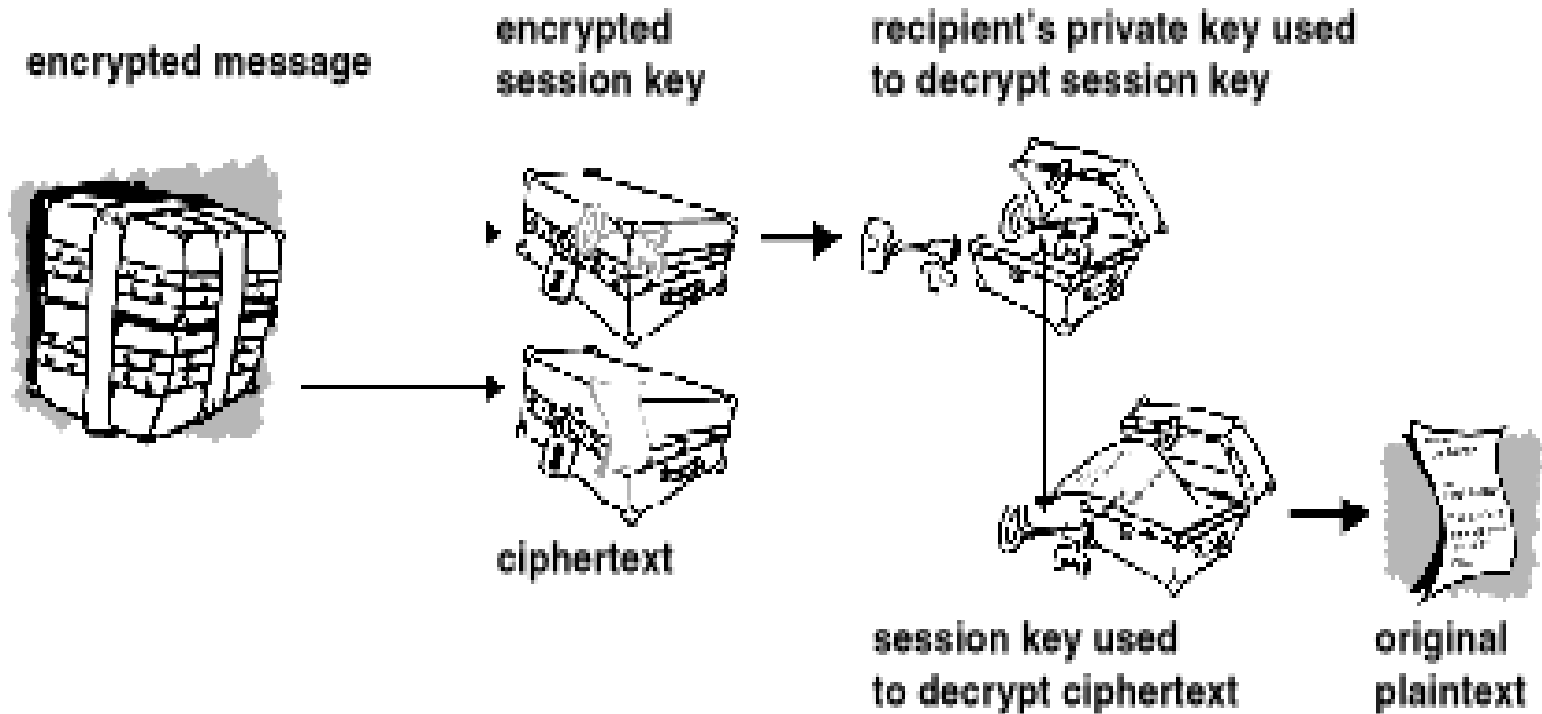 encrypted message
encrypted
session key
recipient's private key used
to decrypt session key
ciphertext
session key used
to decrypt ciphertext
original
plaintext